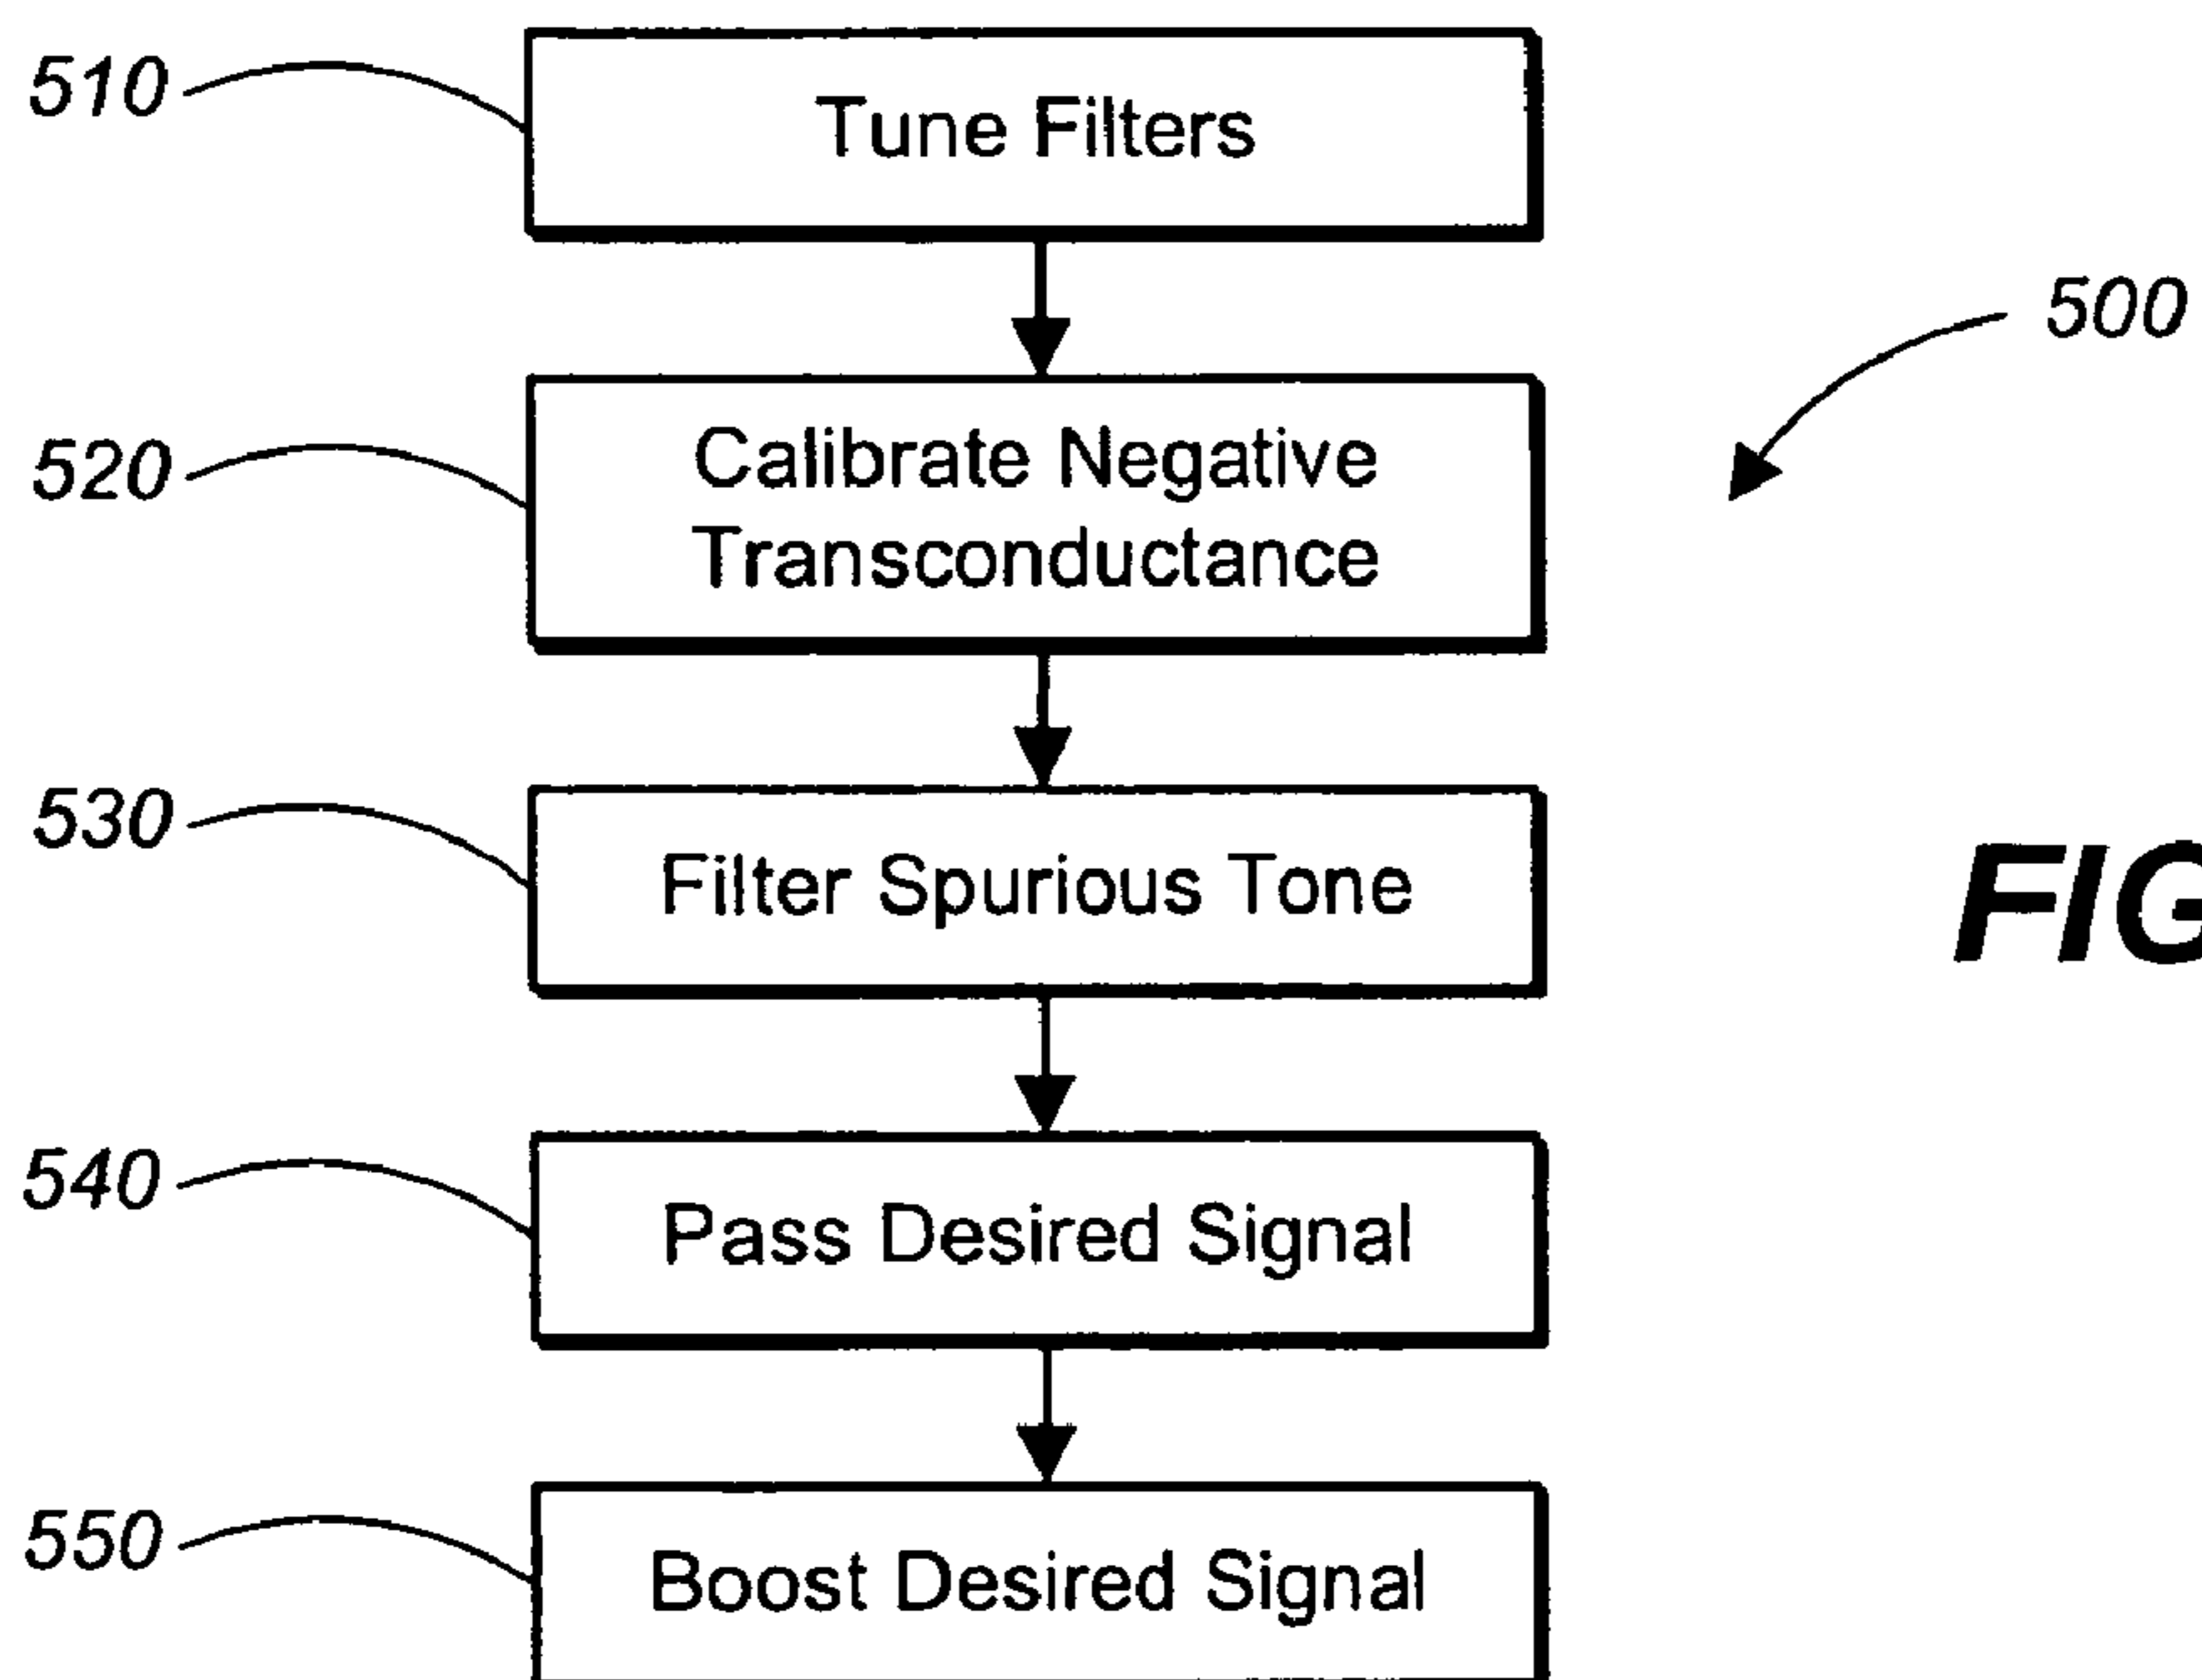 510
Tune Filters
500
520
Calibrate Negative
Transconductance
530
Filter Spurious Tone
FIG
540
Pass Desired Signal
550
Boost Desired Signal